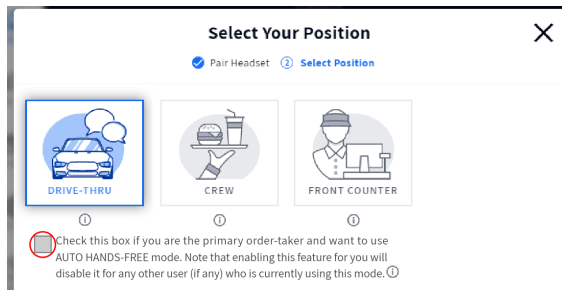 Select Your Position
Pair Headset 2 Select Position
DRIVE-THRU CREW FRONT COUNTER
Check this box if you are the primary order-taker and want to use
AUTO HANDS-FREE mode. Note that enabling this feature for you will
disable it for any other user (if any) who is currently using this mode.